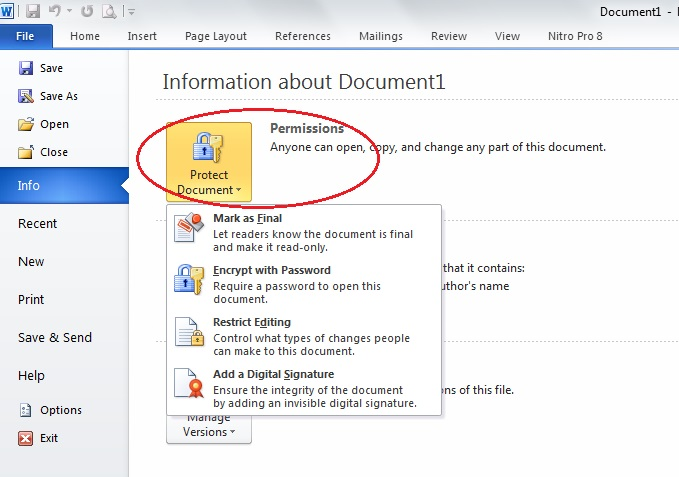 W
Document1 -
File Home Insert Page Layout References Mailings Review View Nitro Pro 8
Save
Save As
Open
Close
Info
Recent
New
Print
Save & Send
Help
Options
Exit
Information about Document1
Protect
Document
Permissions
Anyone can open, copy, and change any part of this document.
Mark as Final
Let readers know the document is final
and make it read-only.
Encrypt with Password
Require a password to open this
document.
Restrict Editing
Control what types of changes people
can make to this document.
Add a Digital Signature
Ensure the integrity of the document
by adding an invisible digital signature.
that it contains:
author's name
ons of this file.
Manage
Versions